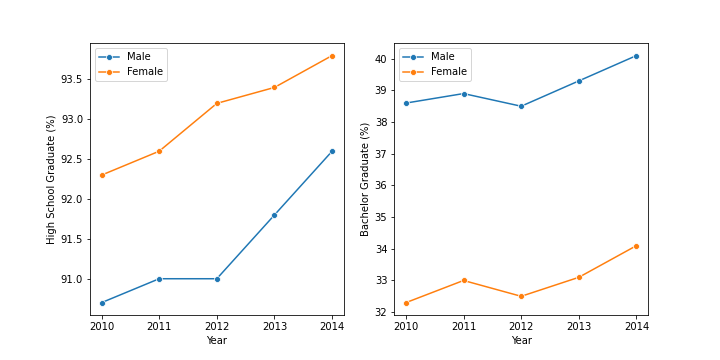 Male
Female
High School Graduate (%)
93.5
93.0
92.5
92.0
91.5
91.0
2010 2011 2012 2013 2014
Year
Male
Female
Bachelor Graduate (%)
40
39
38
37
36
35
34
33
32
2010 2011 2012 2013 2014
Year